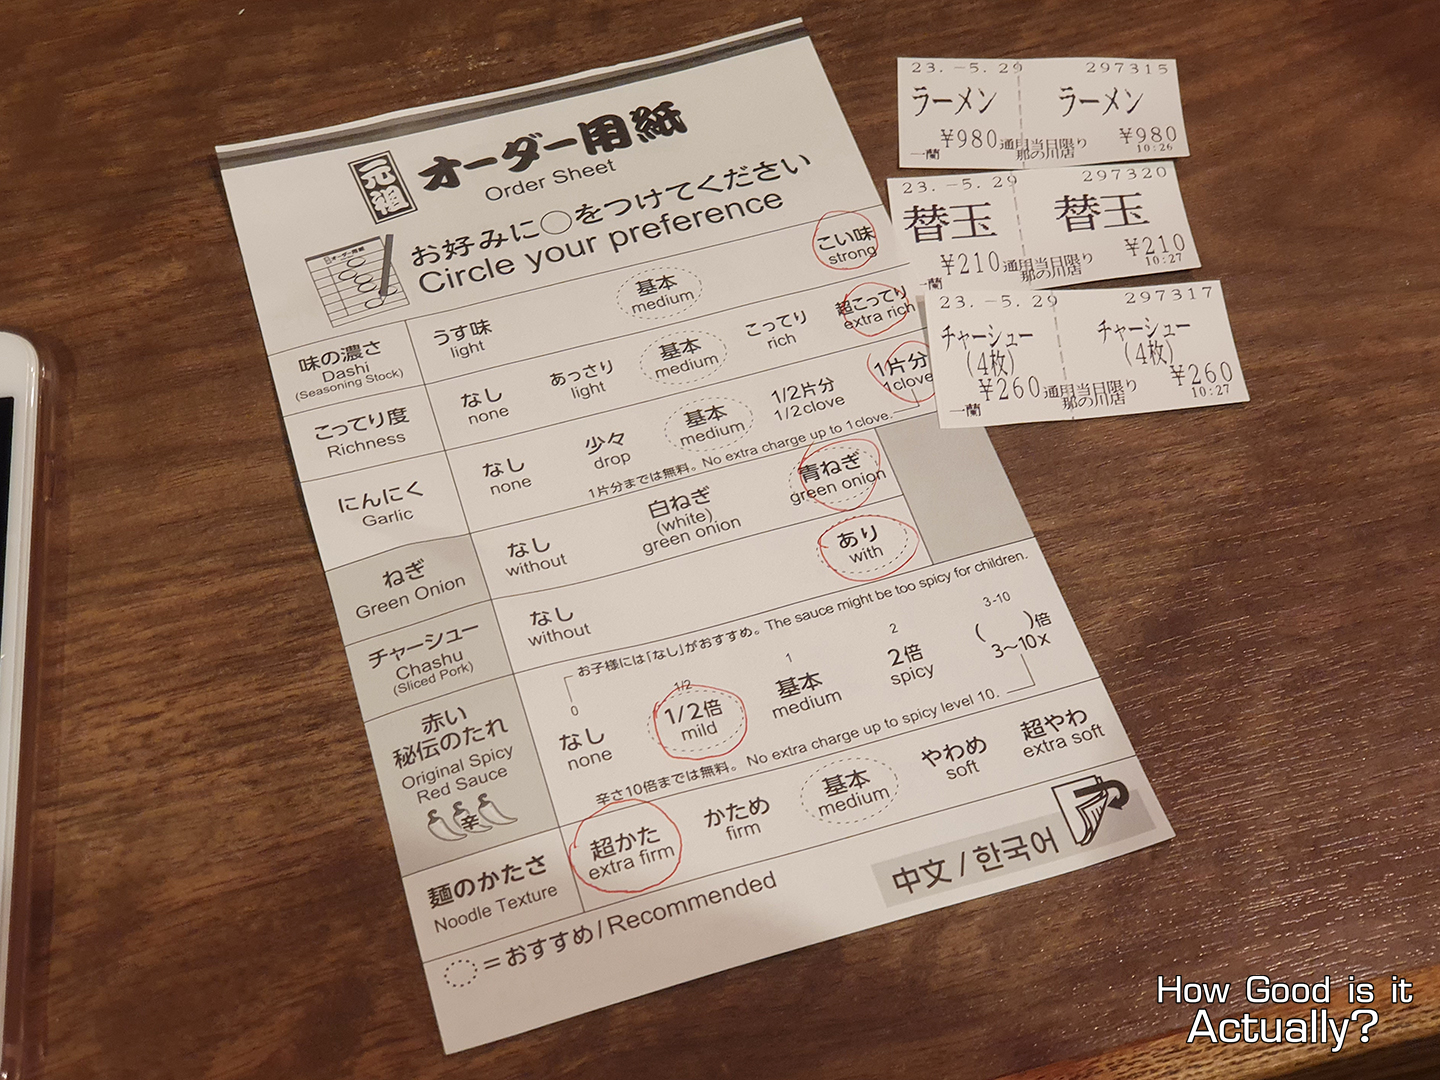 元祖
オーダー用紙
Order Sheet
お好みに○をつけてください
Circle your preference
味の濃さ
Dashi
(Seasoning Stock)
うす味
light
基本
medium
こい味
strong
こってり度
Richness
なし
none
あっさり
light
基本
medium
こってり
rich
超こってり
extra rich
にんにく
Garlic
なし
none
少々
drop
基本
medium
1/2片分
1/2clove
1片分
1clove
1片分までは無料。No extra charge up to 1clove.
ねぎ
Green Onion
なし
without
白ねぎ
(white)
green onion
青ねぎ
green onion
チャーシュー
Chashu
(Sliced Pork)
なし
without
あり
with
赤い
秘伝のたれ
Original Spicy
Red Sauce
辛
お子様には「なし」がおすすめ。The sauce might be too spicy for children.
0
なし
none
1/2
1/2倍
mild
1
基本
medium
2
2倍
spicy
3-10
( )倍
3〜10x
辛さ10倍までは無料。No extra charge up to spicy level 10.
麺のかたさ
Noodle Texture
超かた
extra firm
かため
firm
基本
medium
やわめ
soft
超やわ
extra soft
=おすすめ/Recommended
中文/한국어
23.-5.29 297315
ラーメン ラーメン
¥980 ¥980
一蘭 通用当日限り 10:26
那の川店
23.-5.29 297320
替玉 替玉
¥210 ¥210
一蘭 通用当日限り 10:27
那の川店
23.-5.29 297317
チャーシュー チャーシュー
(4枚) (4枚)
¥260 ¥260
一蘭 通用当日限り 10:27
那の川店
How Good is it
Actually?